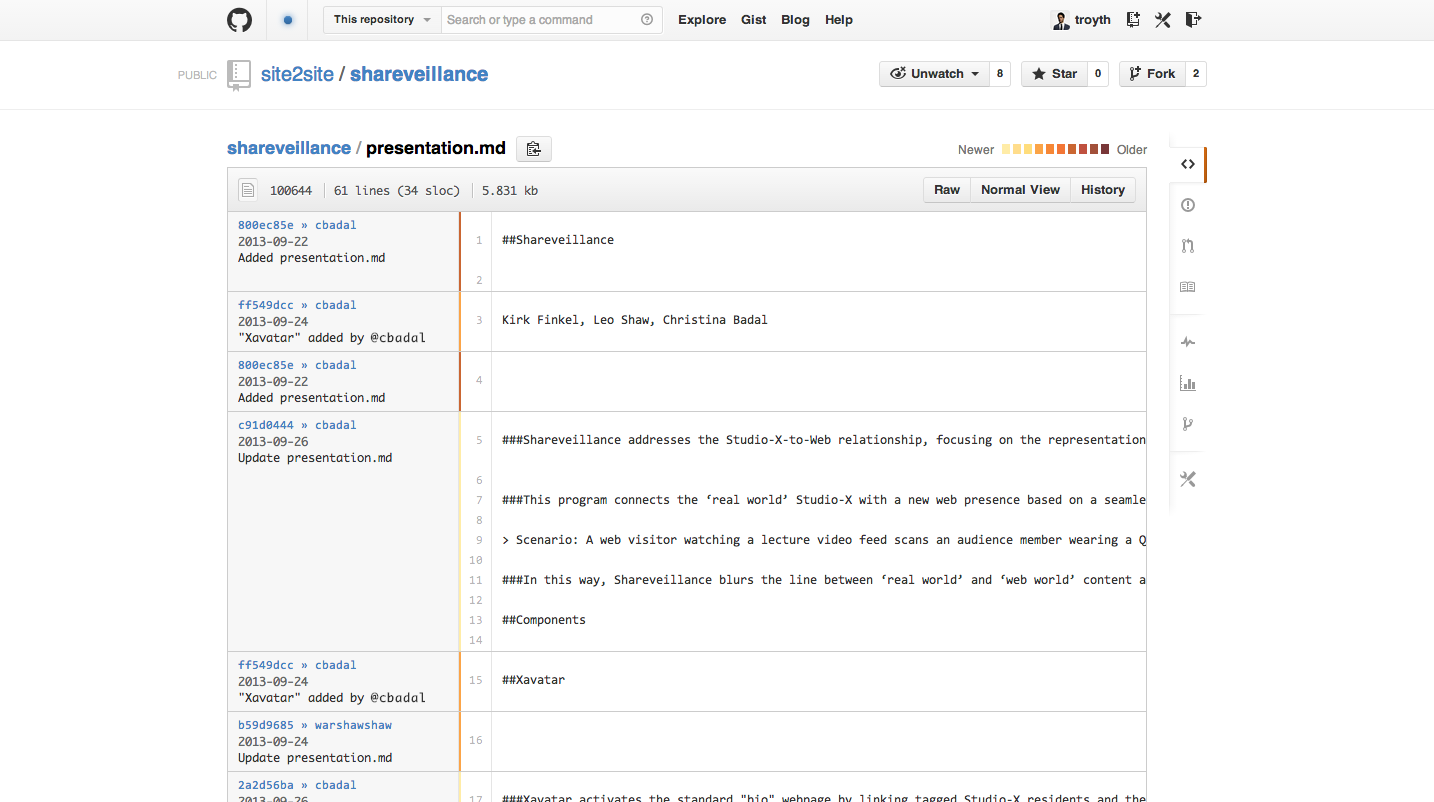 This repository
Search or type a command
Explore Gist Blog Help
troyth
PUBLIC site2site / shareveillance
Unwatch 8 Star 0 Fork 2
shareveillance / presentation.md
Newer Older
100644 61 lines (34 sloc) 5.831 kb
Raw Normal View History
800ec85e » cbadal
2013-09-22
Added presentation.md
1 ##Shareveillance
2
ff549dcc » cbadal
2013-09-24
"Xavatar" added by @cbadal
3 Kirk Finkel, Leo Shaw, Christina Badal
800ec85e » cbadal
2013-09-22
Added presentation.md
4
c91d0444 » cbadal
2013-09-26
Update presentation.md
5 ###Shareveillance addresses the Studio-X-to-Web relationship, focusing on the representation
6
7 ###This program connects the ‘real world’ Studio-X with a new web presence based on a seamle
8
9 > Scenario: A web visitor watching a lecture video feed scans an audience member wearing a Q
10
11 ###In this way, Shareveillance blurs the line between ‘real world’ and ‘web world’ content a
12
13 ##Components
14
ff549dcc » cbadal
2013-09-24
"Xavatar" added by @cbadal
15 ##Xavatar
b59d9685 » warshawshaw
2013-09-24
Update presentation.md
16
2a2d56ba » cbadal
2013-09-26
17 ###Xavatar activates the standard "bio" webpage by linking tagged Studio-X residents and the